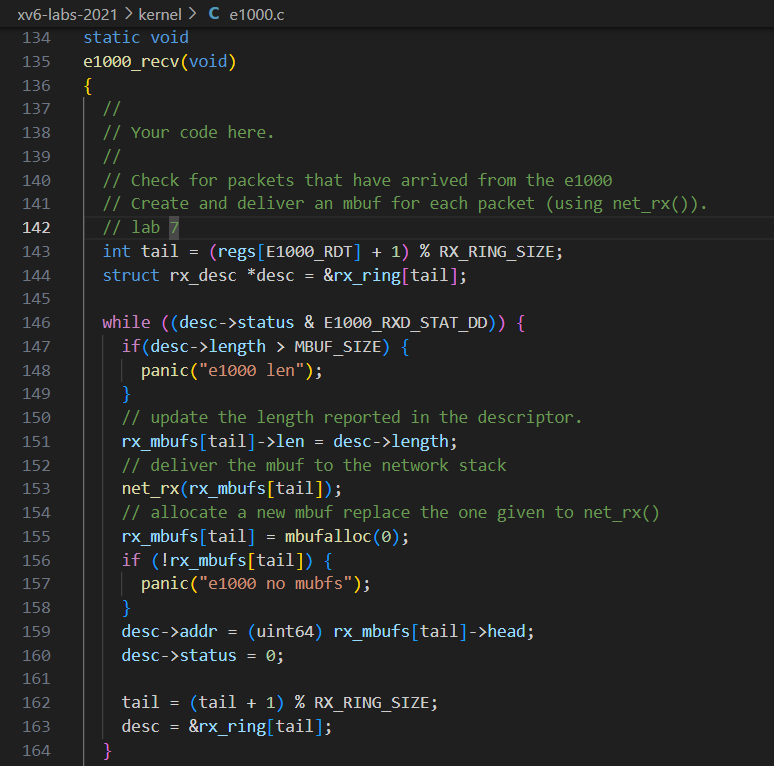 xv6-labs-2021 > kernel > C e1000.c
134 static void
135 e1000_recv(void)
136 {
137   //
138   // Your code here.
139   //
140   // Check for packets that have arrived from the e1000
141   // Create and deliver an mbuf for each packet (using net_rx()).
142   // lab 7
143   int tail = (regs[E1000_RDT] + 1) % RX_RING_SIZE;
144   struct rx_desc *desc = &rx_ring[tail];
145
146   while ((desc->status & E1000_RXD_STAT_DD)) {
147     if(desc->length > MBUF_SIZE) {
148       panic("e1000 len");
149     }
150     // update the length reported in the descriptor.
151     rx_mbufs[tail]->len = desc->length;
152     // deliver the mbuf to the network stack
153     net_rx(rx_mbufs[tail]);
154     // allocate a new mbuf replace the one given to net_rx()
155     rx_mbufs[tail] = mbufalloc(0);
156     if (!rx_mbufs[tail]) {
157       panic("e1000 no mubfs");
158     }
159     desc->addr = (uint64) rx_mbufs[tail]->head;
160     desc->status = 0;
161
162     tail = (tail + 1) % RX_RING_SIZE;
163     desc = &rx_ring[tail];
164   }